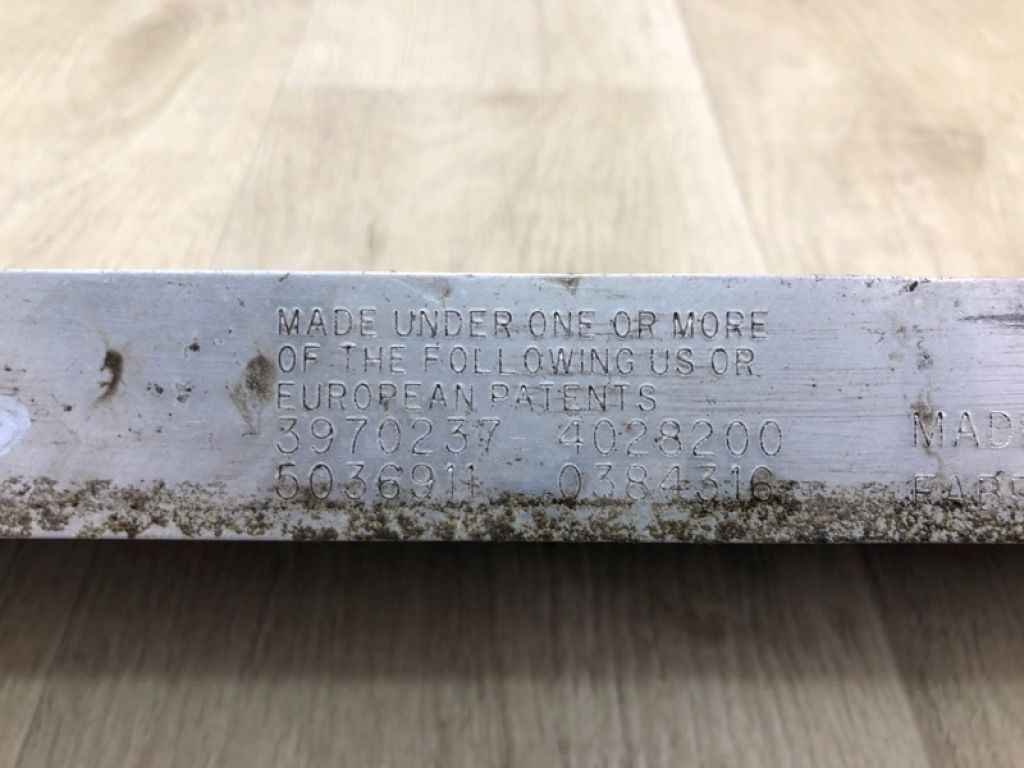 MADE UNDER ONE OR MORE
OF THE FOLLOWING US OR
EUROPEAN PATENTS
3970237 4028200
5036911 0384316